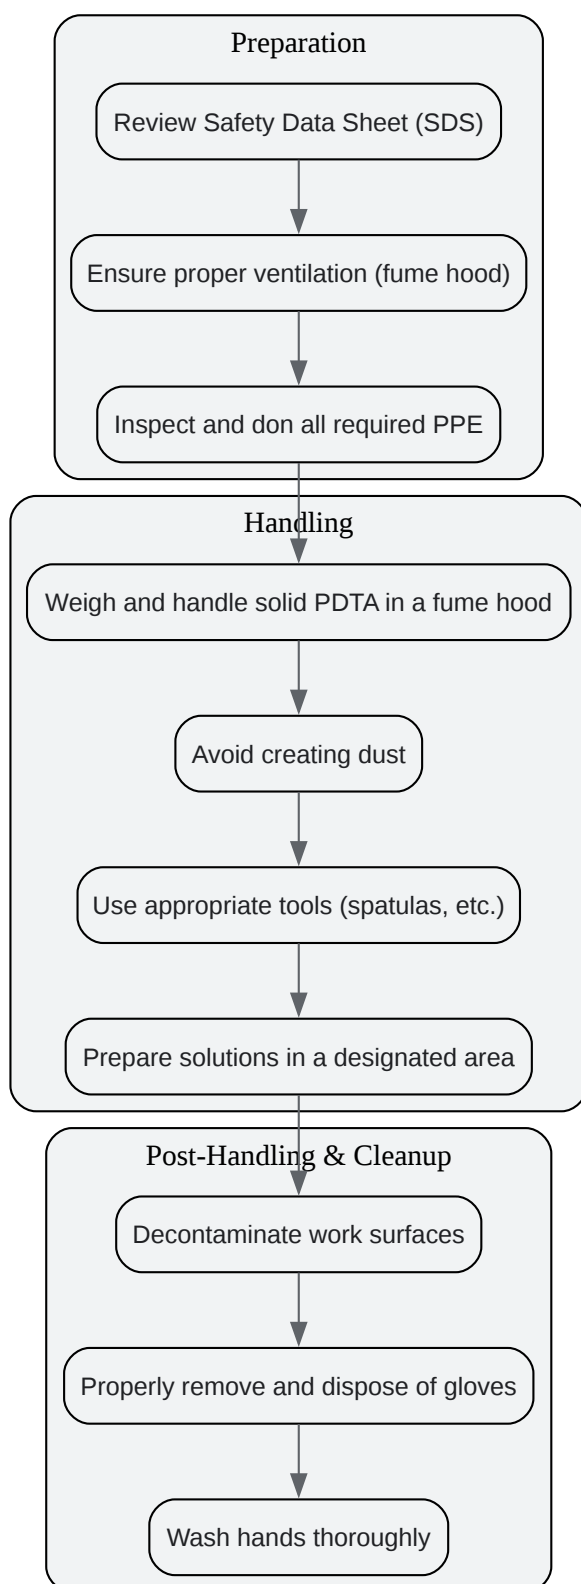 Preparation
Review Safety Data Sheet (SDS)
Ensure proper ventilation (fume hood)
Inspect and don all required PPE
Handling
Weigh and handle solid PDTA in a fume hood
Avoid creating dust
Use appropriate tools (spatulas, etc.)
Prepare solutions in a designated area
Post-Handling & Cleanup
Decontaminate work surfaces
Properly remove and dispose of gloves
Wash hands thoroughly